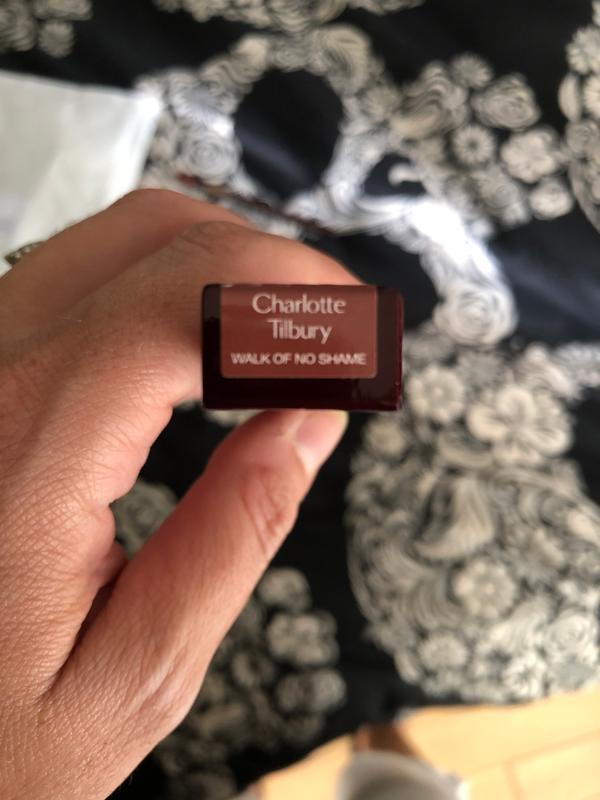 Charlotte
Tilbury
WALK OF NO SHAME